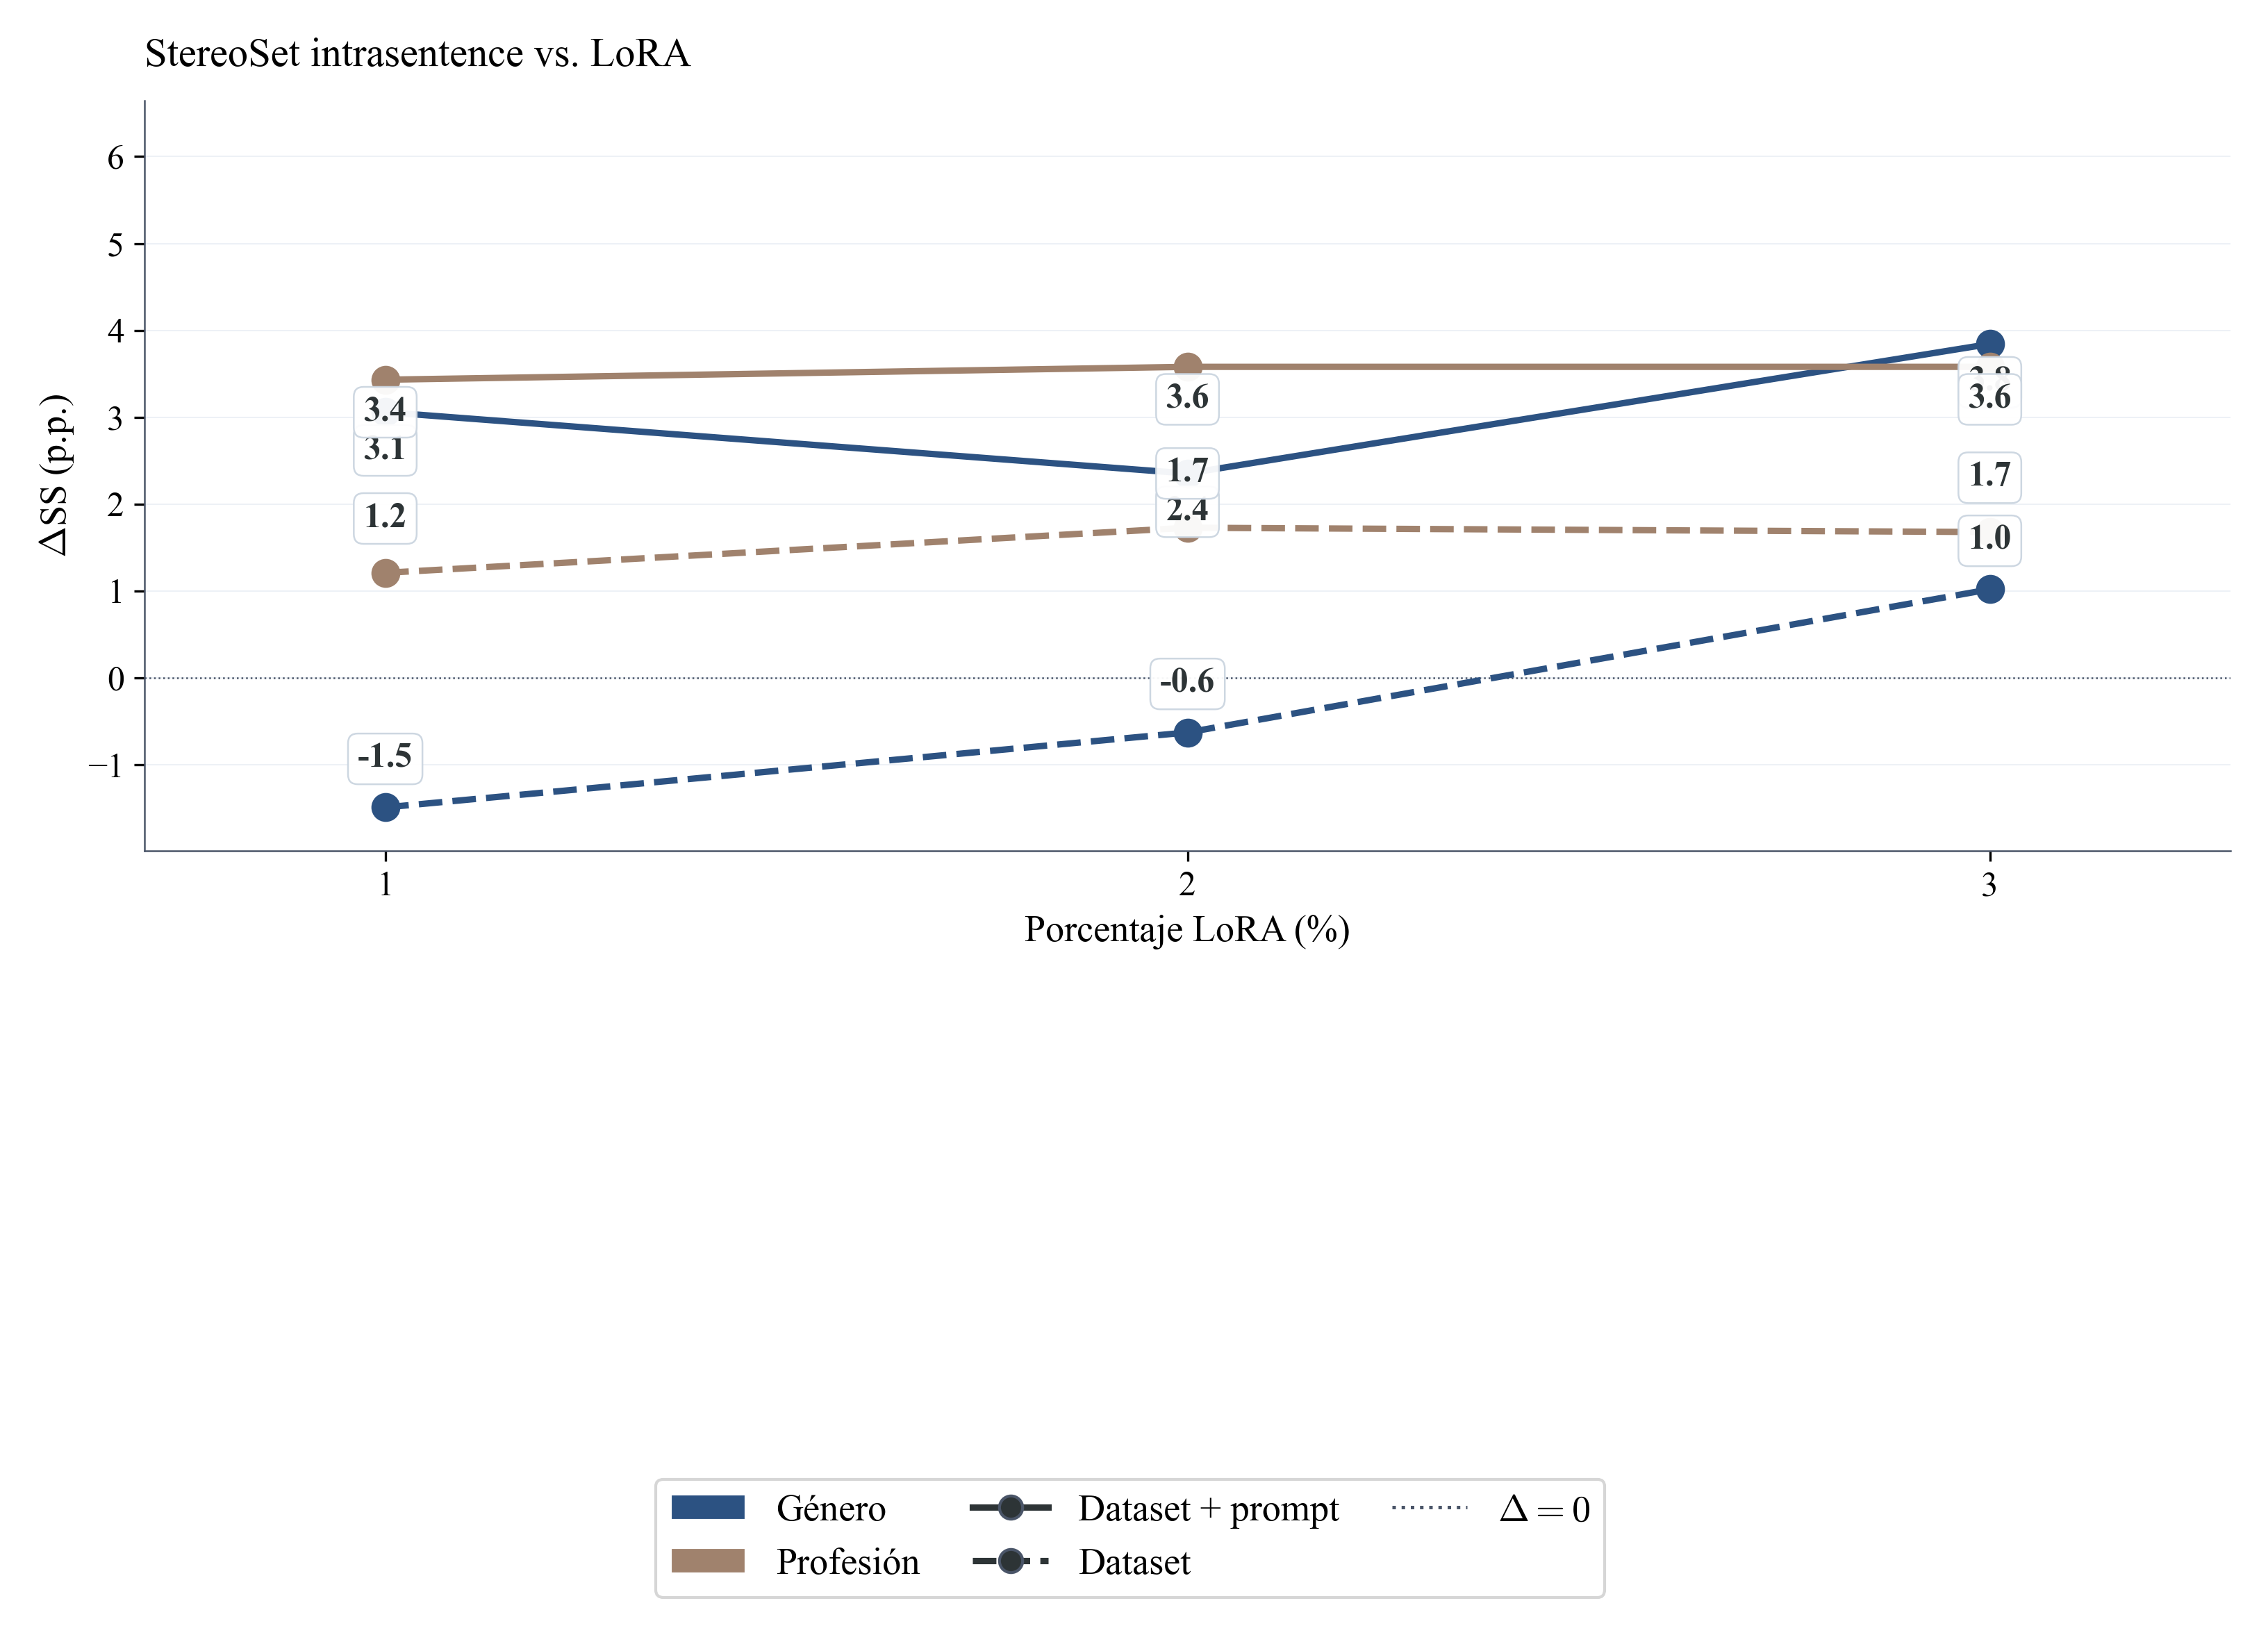 StereoSet intrasentence vs. LoRA
ΔSS (p.p.)
6
5
4
3
2
1
0
−1
3.4
3.1
1.2
-1.5
3.6
1.7
2.4
-0.6
3.8
3.6
1.7
1.0
1
2
3
Porcentaje LoRA (%)
Género
Profesión
Dataset + prompt
Dataset
Δ = 0